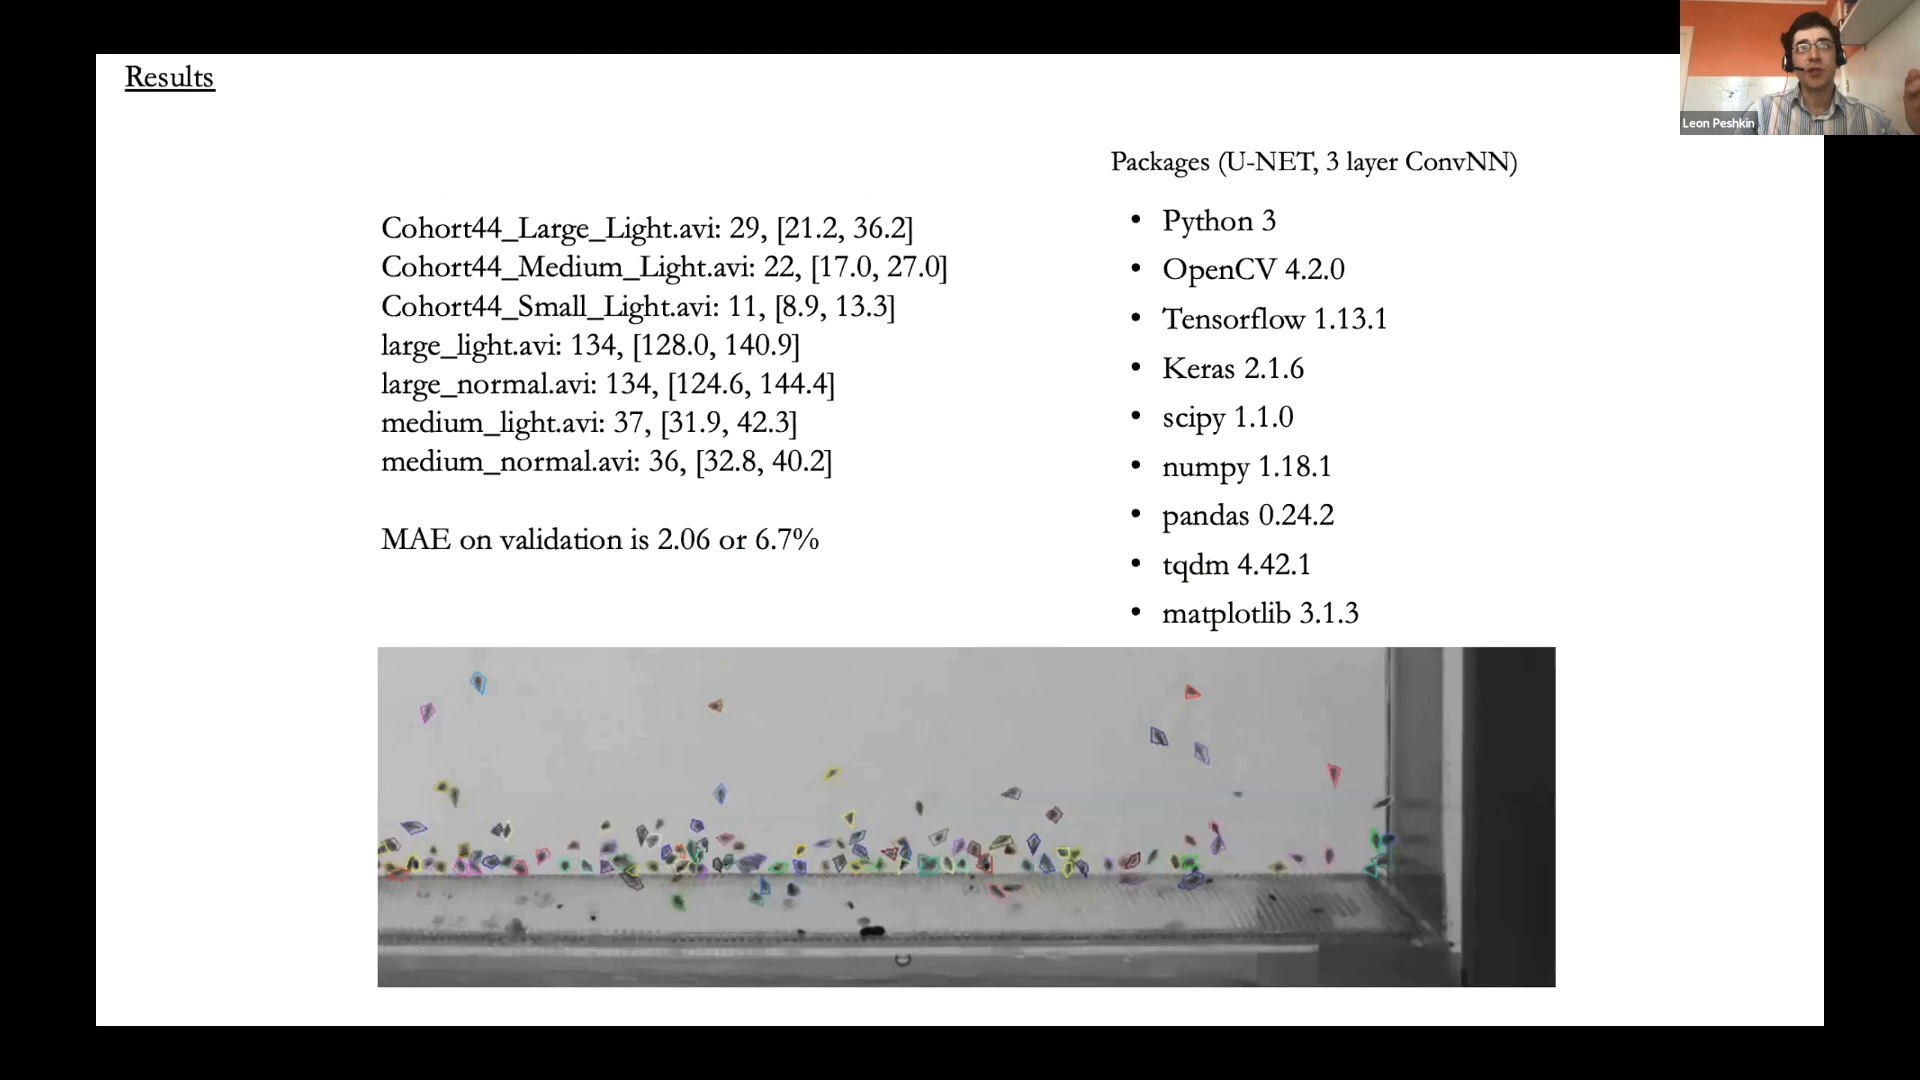 Results
Leon Peshkin
Packages (U-NET, 3 layer ConvNN)
Cohort44_Large_Light.avi: 29, [21.2, 36.2]
Cohort44_Medium_Light.avi: 22, [17.0, 27.0]
Cohort44_Small_Light.avi: 11, [8.9, 13.3]
large_light.avi: 134, [128.0, 140.9]
large_normal.avi: 134, [124.6, 144.4]
medium_light.avi: 37, [31.9, 42.3]
medium_normal.avi: 36, [32.8, 40.2]
MAE on validation is 2.06 or 6.7%
• Python 3
• OpenCV 4.2.0
• Tensorflow 1.13.1
• Keras 2.1.6
• scipy 1.1.0
• numpy 1.18.1
• pandas 0.24.2
• tqdm 4.42.1
• matplotlib 3.1.3